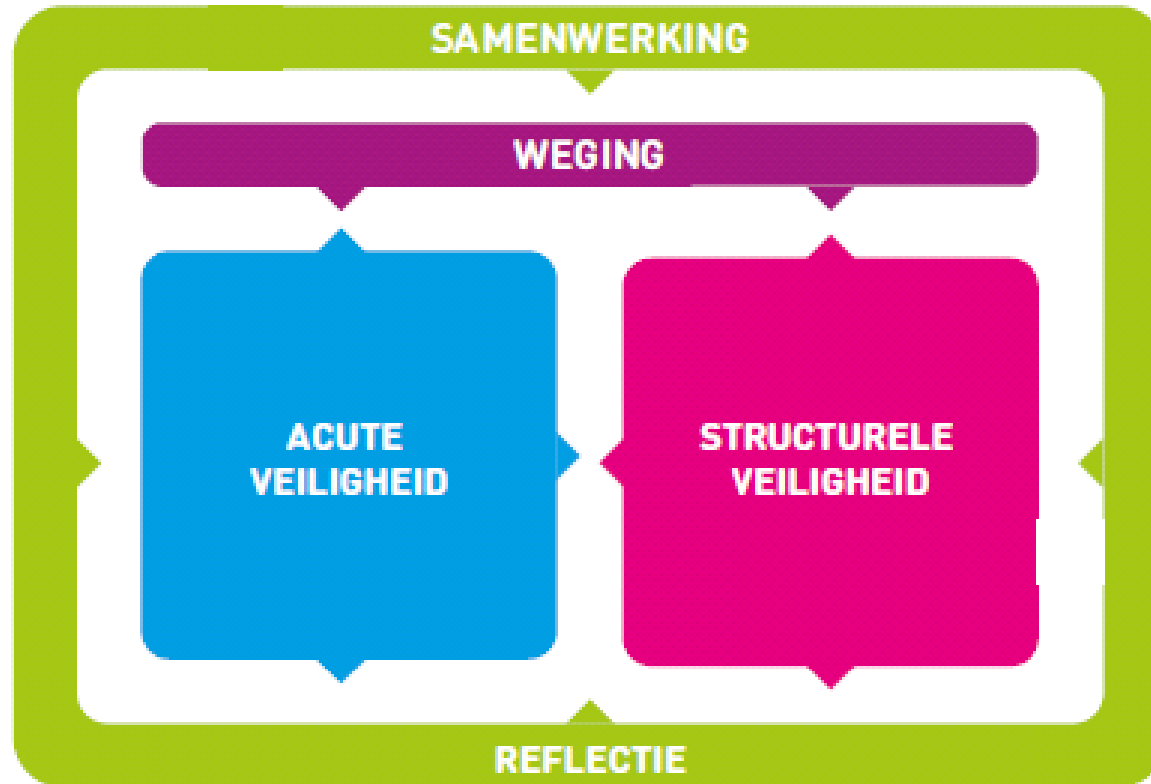 SAMENWERKING
WEGING
ACUTE
VEILIGHEID
STRUCTURELE
VEILIGHEID
REFLECTIE